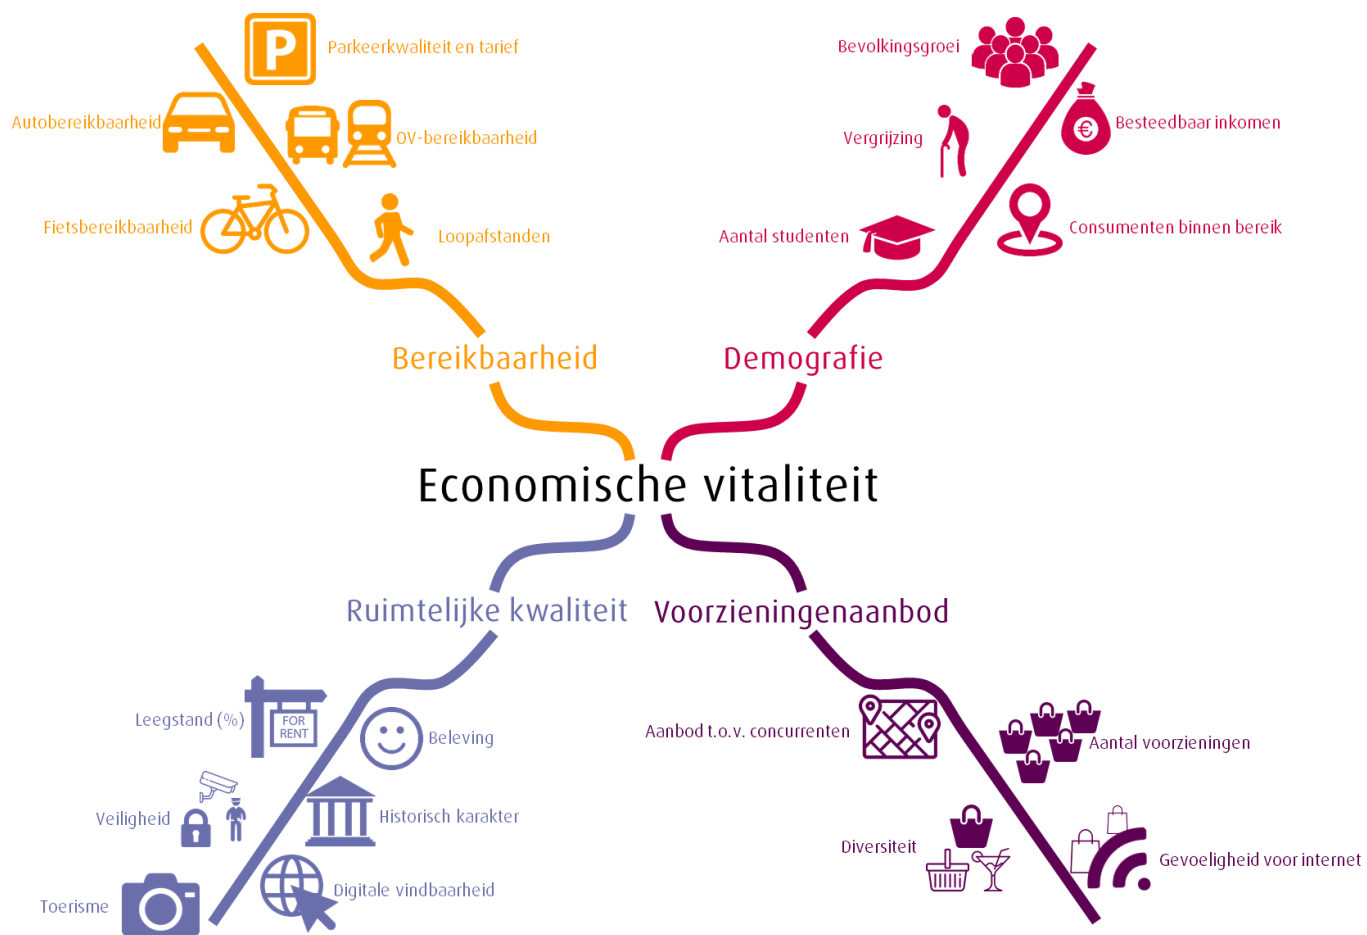 P
Parkeerkwaliteit en tarief
Autobereikbaarheid
OV-bereikbaarheid
Fietsbereikbaarheid
Loopafstanden
Bereikbaarheid
Bevolkingsgroei
€
Besteedbaar inkomen
Vergrijzing
Aantal studenten
Consumenten binnen bereik
Demografie
Economische vitaliteit
Ruimtelijke kwaliteit
Leegstand (%)
FOR
RENT
Beleving
Veiligheid
Historisch karakter
Digitale vindbaarheid
Toerisme
Voorzieningenaanbod
Aanbod t.o.v. concurrenten
Aantal voorzieningen
Diversiteit
Gevoeligheid voor internet